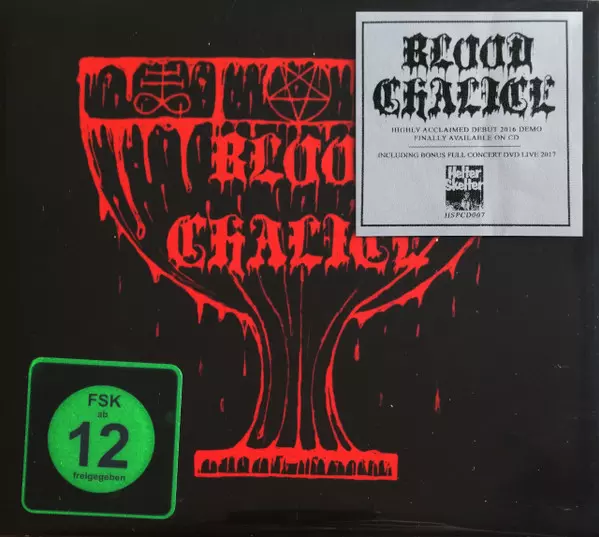 BLOOD
CHALICE
HIGHLY ACCLAIMED DEBUT 2016 DEMO
FINALLY AVAILABLE ON CD
INCLUDING BONUS FULL CONCERT DVD LIVE 2017
Helter
Skelter
HSPCD007
BLOO
CHALICE
FSK
ab
12
freigegeben